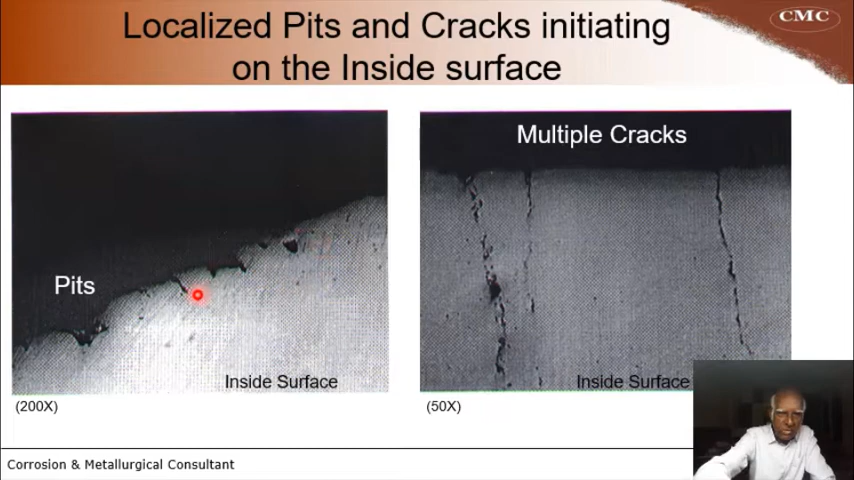 Localized Pits and Cracks initiating
on the Inside surface
CMC
Pits
Inside Surface
(200X)
Multiple Cracks
Inside Surface
(50X)
Corrosion & Metallurgical Consultant